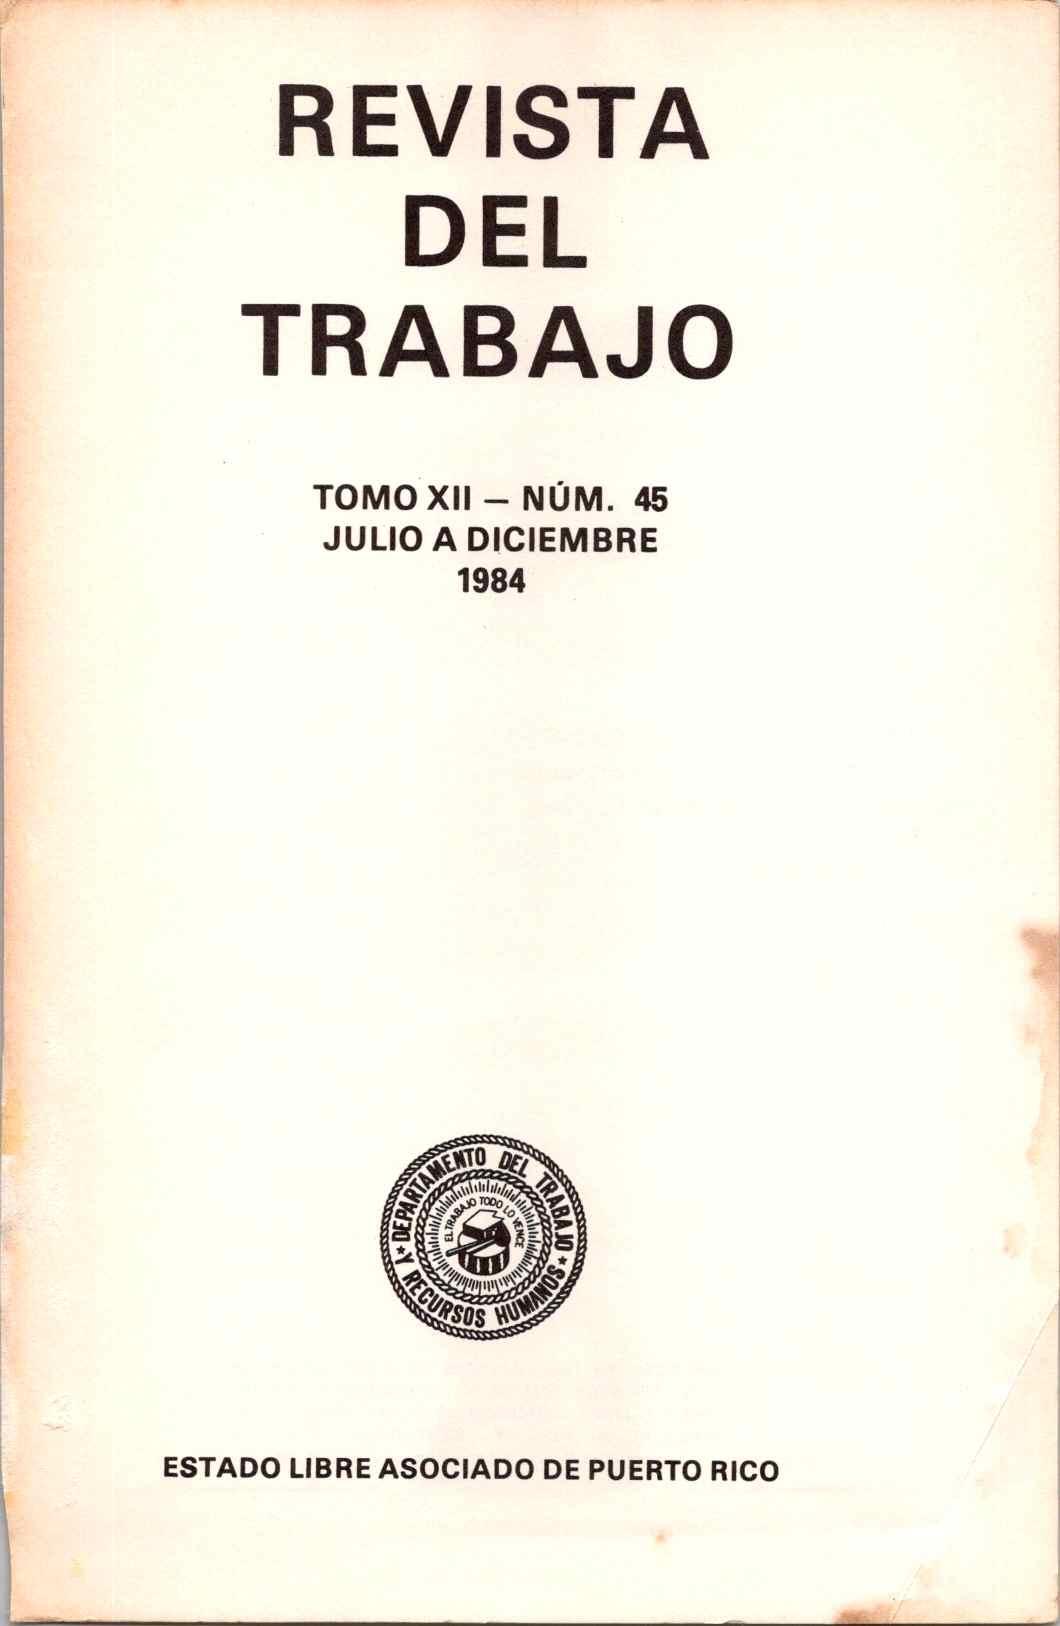 REVISTA
DEL
TRABAJO
TOMO XII — NÚM. 45
JULIO A DICIEMBRE
1984
★ DEPARTAMENTO DEL TRABAJO ★
Y RECURSOS HUMANOS
EL TRABAJO TODO LO VENCE
ESTADO LIBRE ASOCIADO DE PUERTO RICO